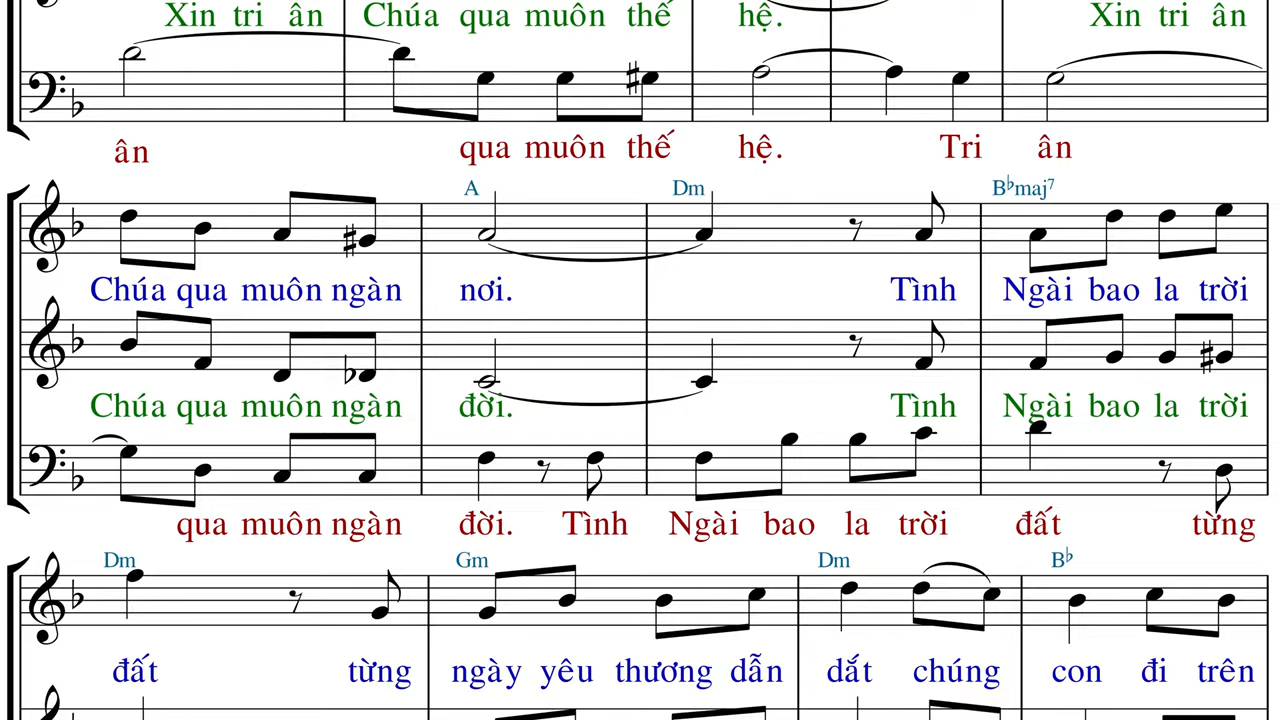 Xin tri ân Chúa qua muôn thế hệ. Xin tri ân
ân qua muôn thế hệ. Tri ân
A Dm B♭maj7
Chúa qua muôn ngàn nơi. Tình Ngài bao la trời
Chúa qua muôn ngàn đời. Tình Ngài bao la trời
qua muôn ngàn đời. Tình Ngài bao la trời đất từng
Dm Gm Dm B♭
đất từng ngày yêu thương dẫn dắt chúng con đi trên